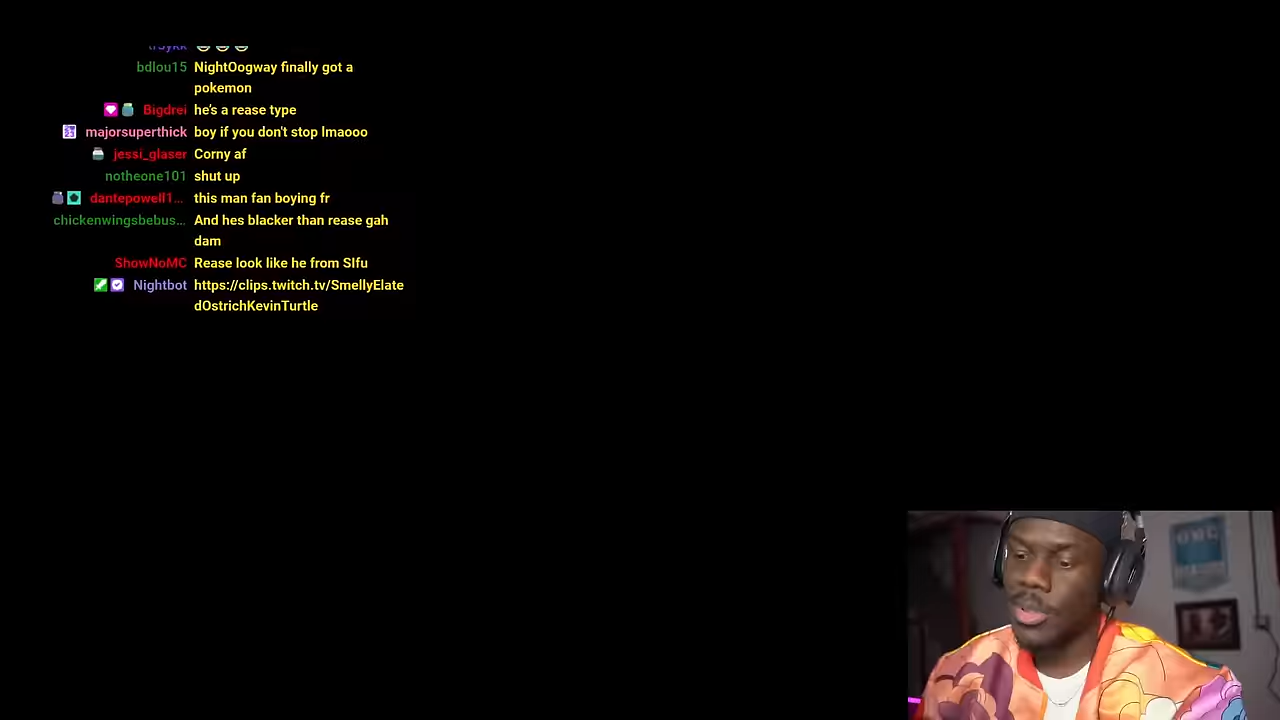 bdlou15 NightOogway finally got a
pokemon
Bigdrei he's a rease type
majorsuperthick boy if you don't stop lmaooo
jessi_glaser Corny af
notheone101 shut up
dantepowell1... this man fan boying fr
chickenwingsbebus... And hes blacker than rease gah
dam
ShowNoMC Rease look like he from SIfu
Nightbot https://clips.twitch.tv/SmellyElate
dOstrichKevinTurtle